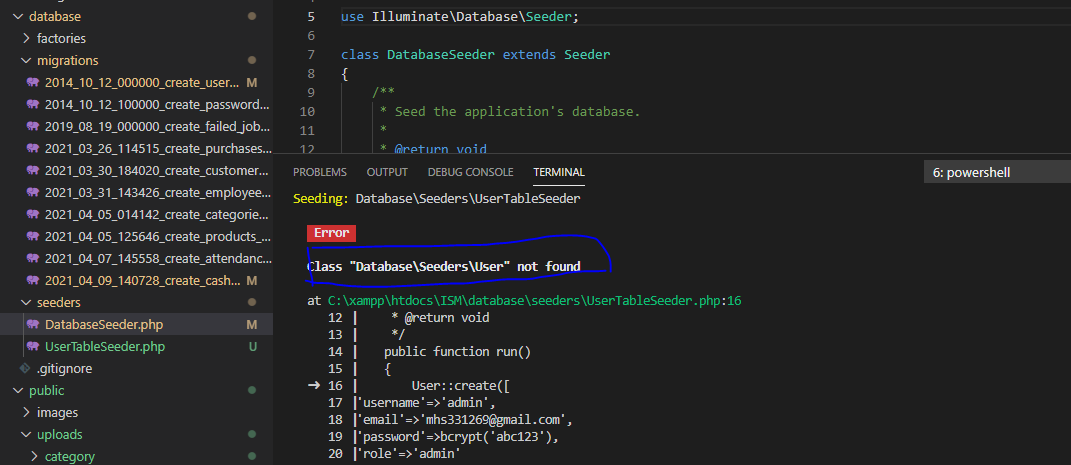 database
factories
migrations
2014_10_12_000000_create_user... M
2014_10_12_100000_create_password...
2019_08_19_000000_create_failed_job...
2021_03_26_114515_create_purchases...
2021_03_30_184020_create_customer...
2021_03_31_143426_create_employee...
2021_04_05_014142_create_categorie...
2021_04_05_125646_create_products_...
2021_04_07_145558_create_attendanc...
2021_04_09_140728_create_cash... M
seeders
DatabaseSeeder.php M
UserTableSeeder.php U
.gitignore
public
images
uploads
category
5 use Illuminate\Database\Seeder;
6
7 class DatabaseSeeder extends Seeder
8 {
9 /**
10 * Seed the application's database.
11 *
12 * @return void
PROBLEMS OUTPUT DEBUG CONSOLE TERMINAL 6: powershell
Seeding: Database\Seeders\UserTableSeeder
Error
Class "Database\Seeders\User" not found
at C:\xampp\htdocs\ISM\database\seeders\UserTableSeeder.php:16
12 | * @return void
13 | */
14 | public function run()
15 | {
➜ 16 | User::create([
17 |'username'=>'admin',
18 |'email'=>'mhs331269@gmail.com',
19 |'password'=>bcrypt('abc123'),
20 |'role'=>'admin'